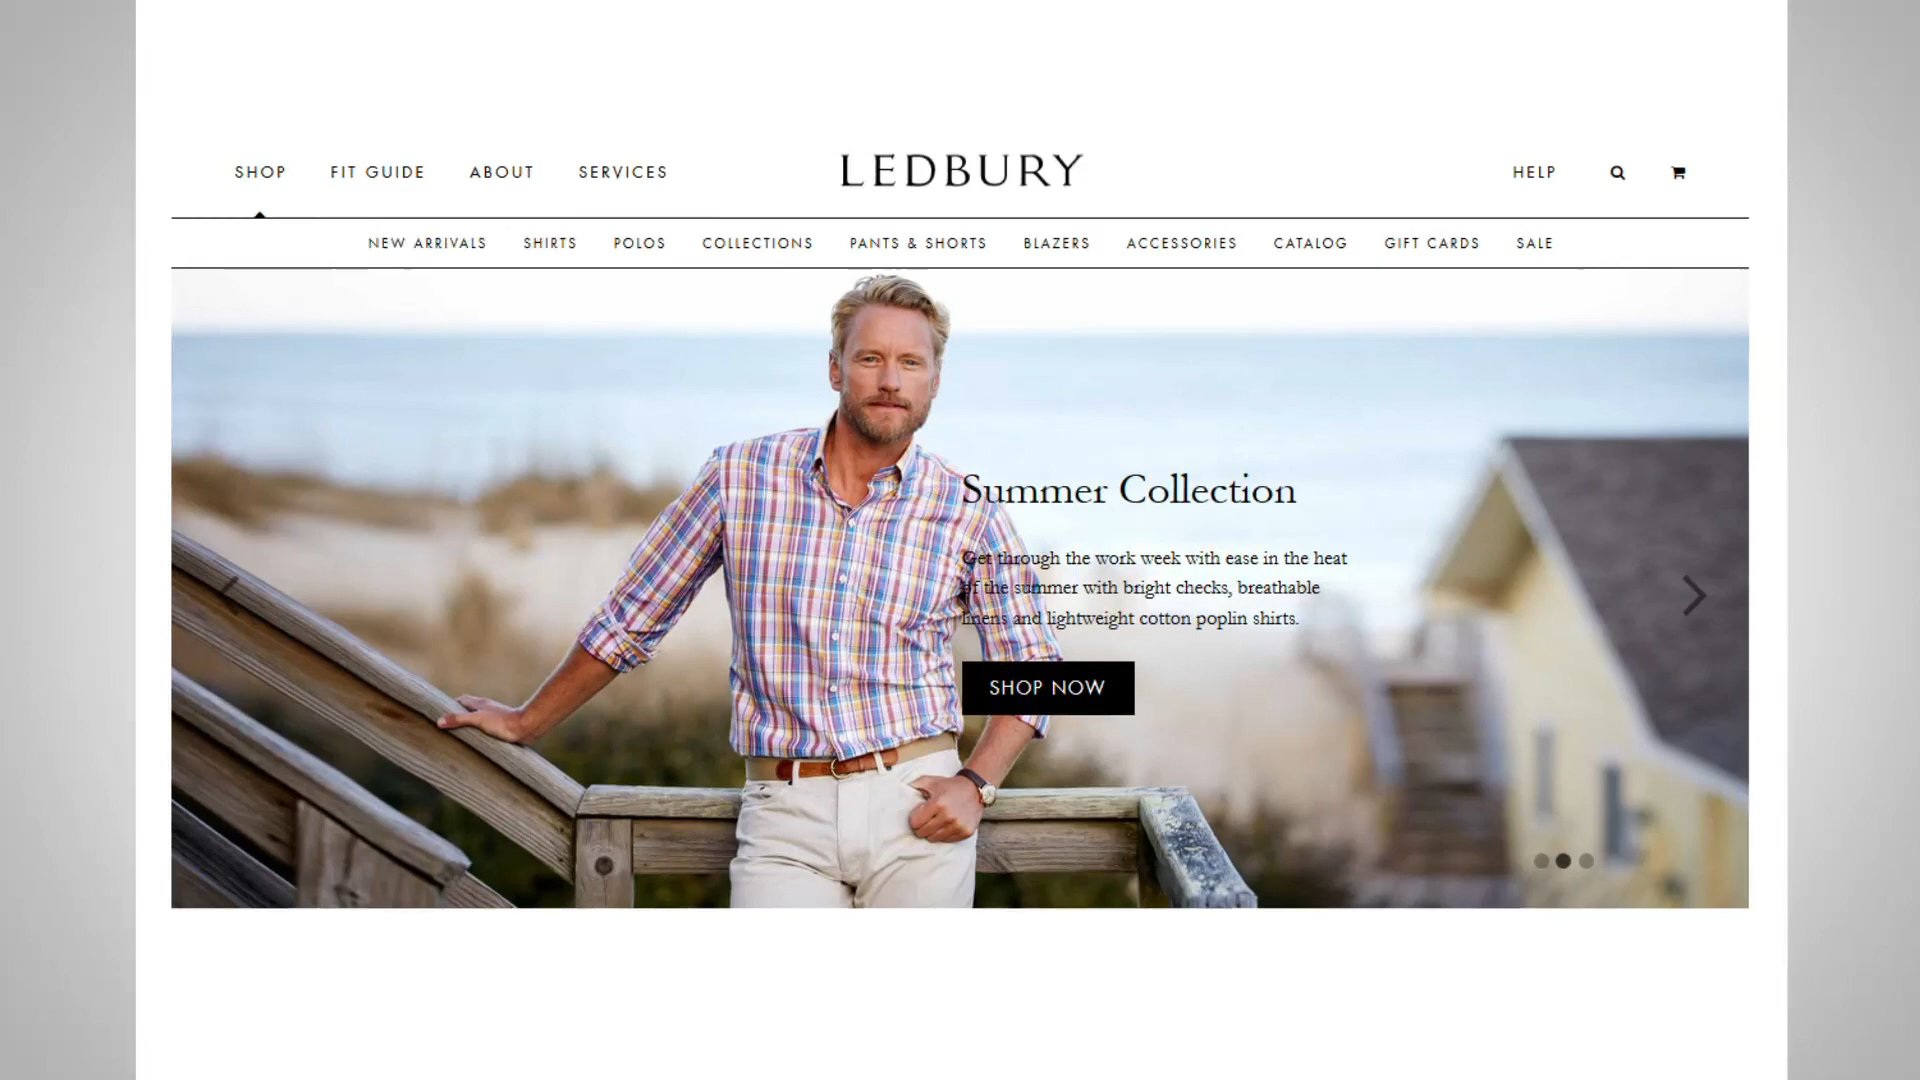 SHOP FIT GUIDE ABOUT SERVICES LEDBURY HELP
NEW ARRIVALS SHIRTS POLOS COLLECTIONS PANTS & SHORTS BLAZERS ACCESSORIES CATALOG GIFT CARDS SALE
Summer Collection
Get through the work week with ease in the heat
of the summer with bright checks, breathable
linens and lightweight cotton poplin shirts.
SHOP NOW